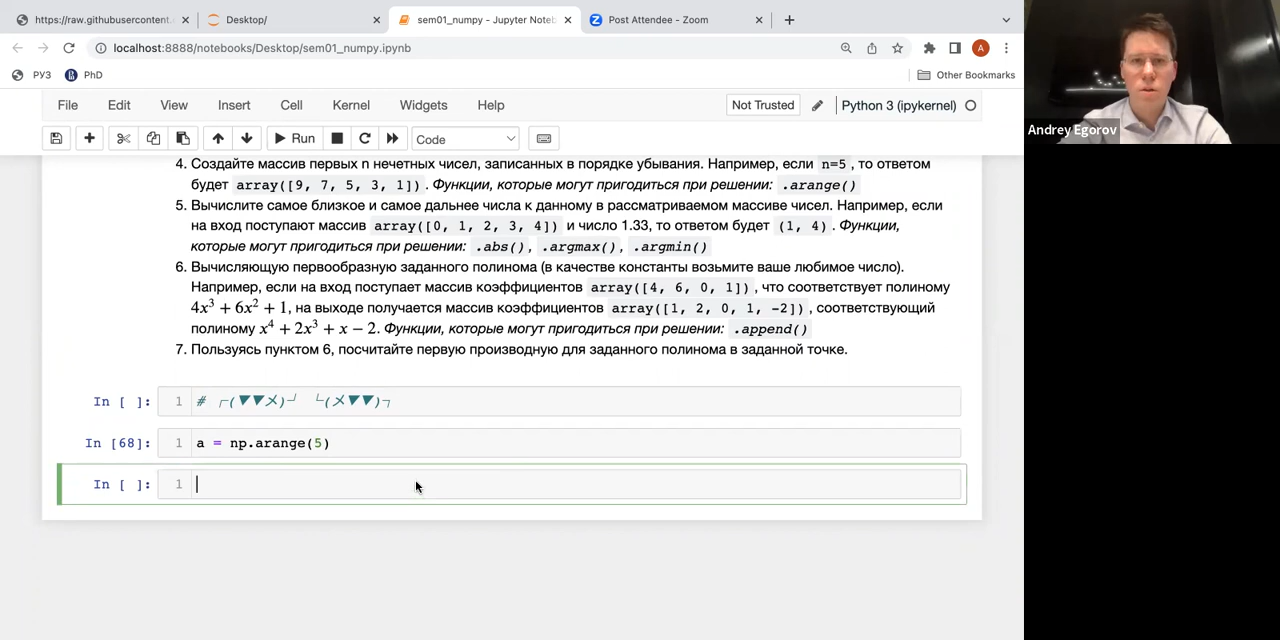 https://raw.githubusercontent. Desktop/ sem01_numpy - Jupyter Noteb Post Attendee - Zoom
localhost:8888/notebooks/Desktop/sem01_numpy.ipynb A
РУЗ PhD Other Bookmarks
File Edit View Insert Cell Kernel Widgets Help Not Trusted Python 3 (ipykernel)
Run Code
Andrey Egorov
4. Создайте массив первых n нечетных чисел, записанных в порядке убывания. Например, если n=5, то ответом
будет array([9, 7, 5, 3, 1]). Функции, которые могут пригодиться при решении: .arange()
5. Вычислите самое близкое и самое дальнее числа к данному в рассматриваемом массиве чисел. Например, если
на вход поступают массив array([0, 1, 2, 3, 4]) и число 1.33, то ответом будет (1, 4). Функции,
которые могут пригодиться при решении: .abs(), .argmax(), .argmin()
6. Вычисляющую первообразную заданного полинома (в качестве константы возьмите ваше любимое число).
Например, если на вход поступает массив коэффициентов array([4, 6, 0, 1]), что соответствует полиному
4x³ + 6x² + 1, на выходе получается массив коэффициентов array([1, 2, 0, 1, -2]), соответствующий
полиному x⁴ + 2x³ + x − 2. Функции, которые могут пригодиться при решении: .append()
7. Пользуясь пунктом 6, посчитайте первую производную для заданного полинома в заданной точке.
In [ ]: 1 # ┌(▼▼メ)┘ └(メ▼▼)┐
In [68]: 1 a = np.arange(5)
In [ ]: 1